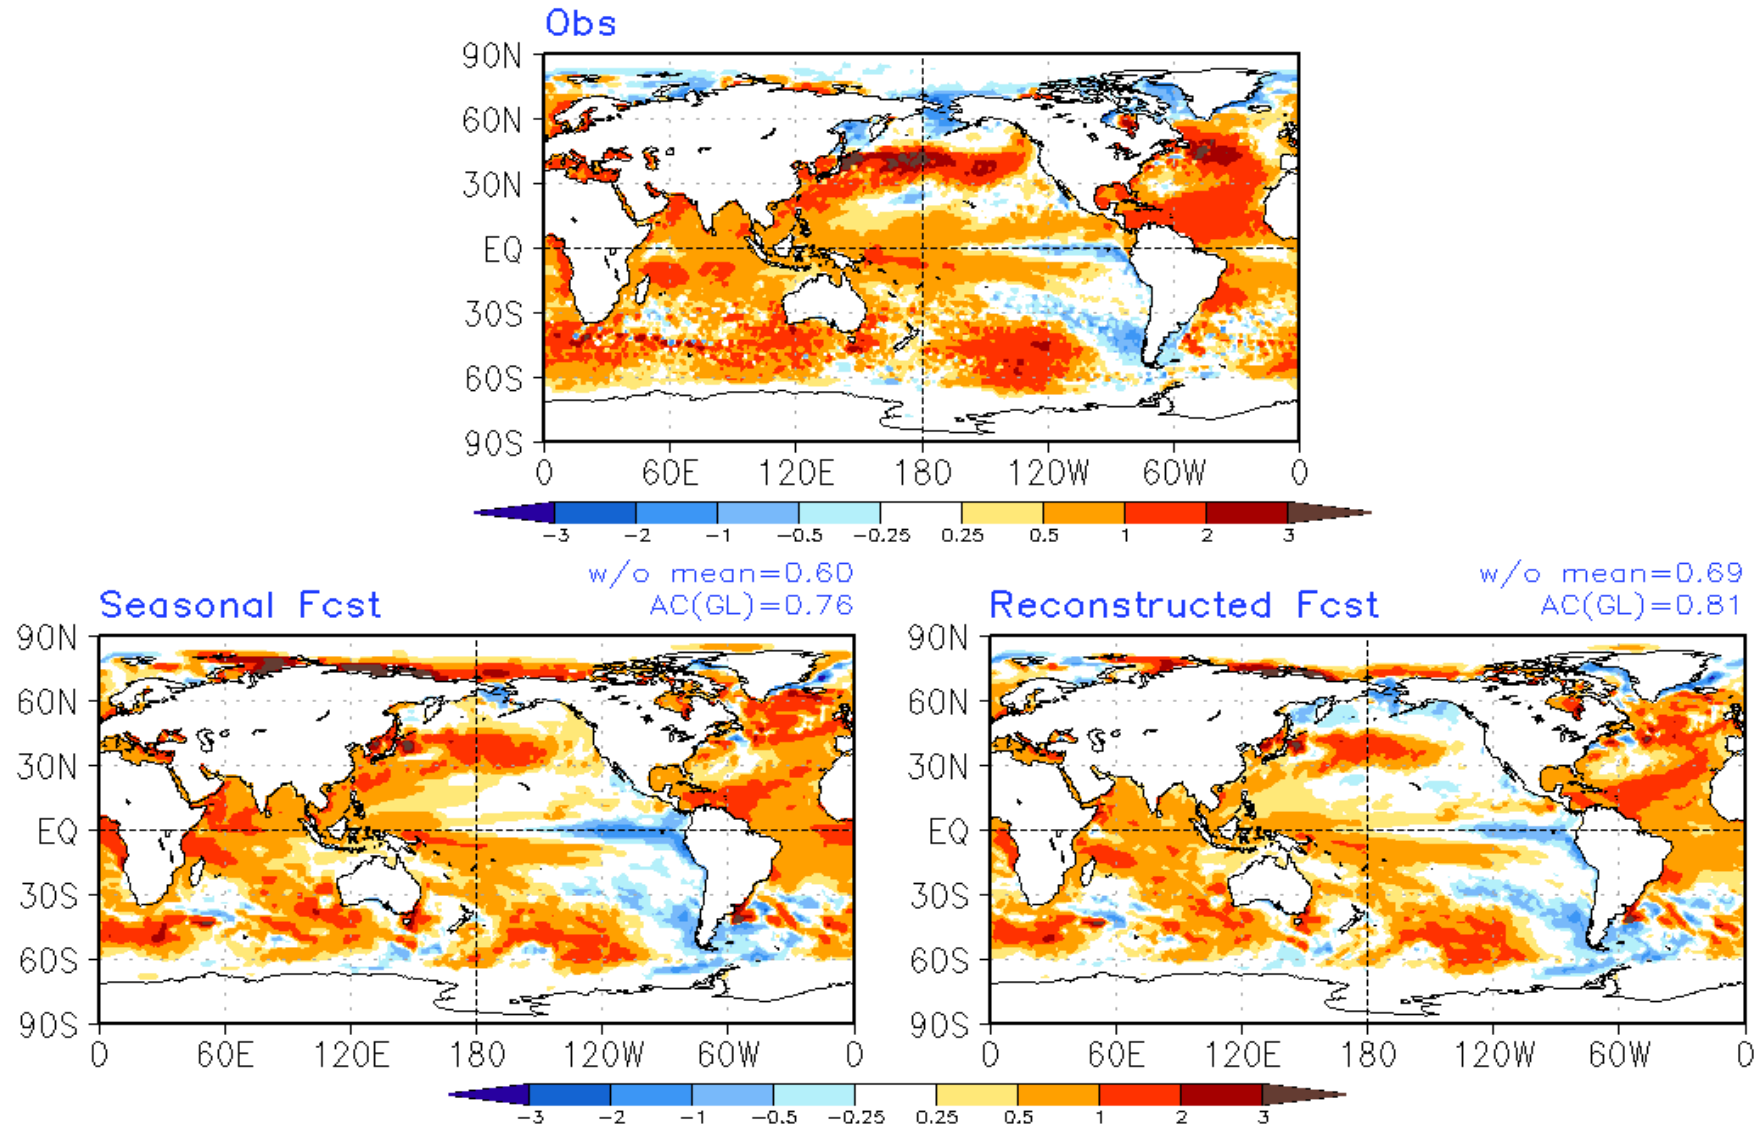 Obs
90N
60N
30N
EQ
30S
60S
90S
0 60E 120E 180 120W 60W 0
-3 -2 -1 -0.5 -0.25 0.25 0.5 1 2 3
w/o mean=0.60
Seasonal Fcst AC(GL)=0.76
90N
60N
30N
EQ
30S
60S
90S
0 60E 120E 180 120W 60W 0
w/o mean=0.69
Reconstructed Fcst AC(GL)=0.81
90N
60N
30N
EQ
30S
60S
90S
0 60E 120E 180 120W 60W 0
-3 -2 -1 -0.5 -0.25 0.25 0.5 1 2 3